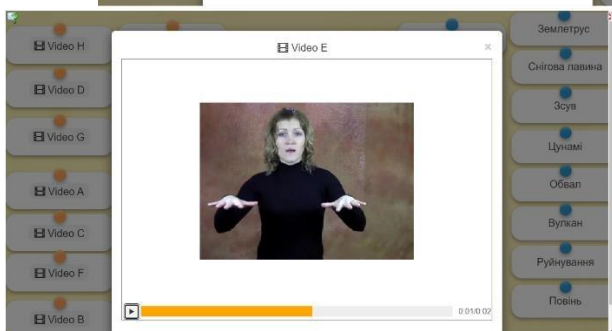 Video E
×
Video H
Video D
Video G
Video A
Video C
Video F
Video B
0:01/0:02
Землетрус
Снігова лавина
Зсув
Цунамі
Обвал
Вулкан
Руйнування
Повінь